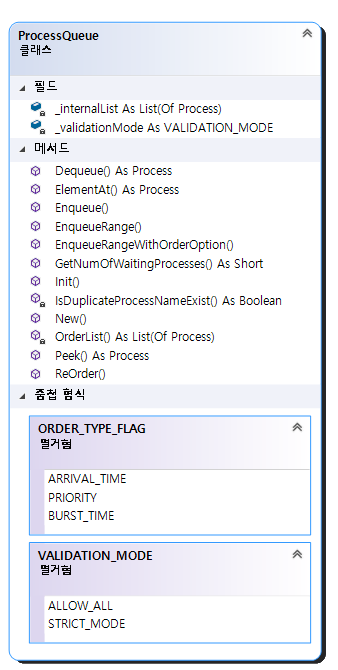 ProcessQueue
클래스
필드
_internalList As List(Of Process)
_validationMode As VALIDATION_MODE
메서드
Dequeue() As Process
ElementAt() As Process
Enqueue()
EnqueueRange()
EnqueueRangeWithOrderOption()
GetNumOfWaitingProcesses() As Short
Init()
IsDuplicateProcessNameExist() As Boolean
New()
OrderList() As List(Of Process)
Peek() As Process
ReOrder()
중첩 형식
ORDER_TYPE_FLAG
열거형
ARRIVAL_TIME
PRIORITY
BURST_TIME
VALIDATION_MODE
열거형
ALLOW_ALL
STRICT_MODE